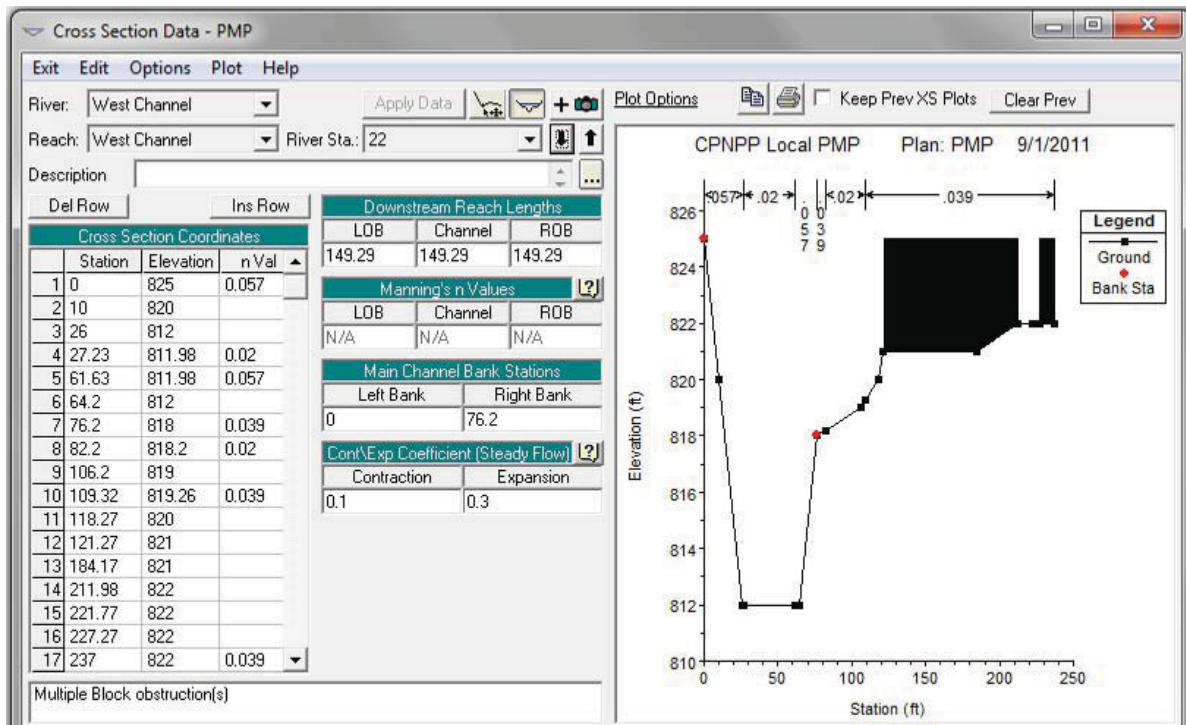 Cross Section Data - PMP
Exit Edit Options Plot Help
River: West Channel
Apply Data
Reach: West Channel River Sta.: 22
Description
...
Del Row Ins Row
Cross Section Coordinates
Station Elevation n Val
1 0 825 0.057
2 10 820
3 26 812
4 27.23 811.98 0.02
5 61.63 811.98 0.057
6 64.2 812
7 76.2 818 0.039
8 82.2 818.2 0.02
9 106.2 819
10 109.32 819.26 0.039
11 118.27 820
12 121.27 821
13 184.17 821
14 211.98 822
15 221.77 822
16 227.27 822
17 237 822 0.039
Downstream Reach Lengths
LOB Channel ROB
149.29 149.29 149.29
Manning's n Values ?
LOB Channel ROB
N/A N/A N/A
Main Channel Bank Stations
Left Bank Right Bank
0 76.2
Cont\Exp Coefficient (Steady Flow) ?
Contraction Expansion
0.1 0.3
Multiple Block obstruction(s)
Plot Options Keep Prev XS Plots Clear Prev
CPNPP Local PMP Plan: PMP 9/1/2011
.057 .02 .057 .039 .02 .039
Legend
Ground
Bank Sta
826
824
822
820
818
816
814
812
810
Elevation (ft)
0 50 100 150 200 250
Station (ft)